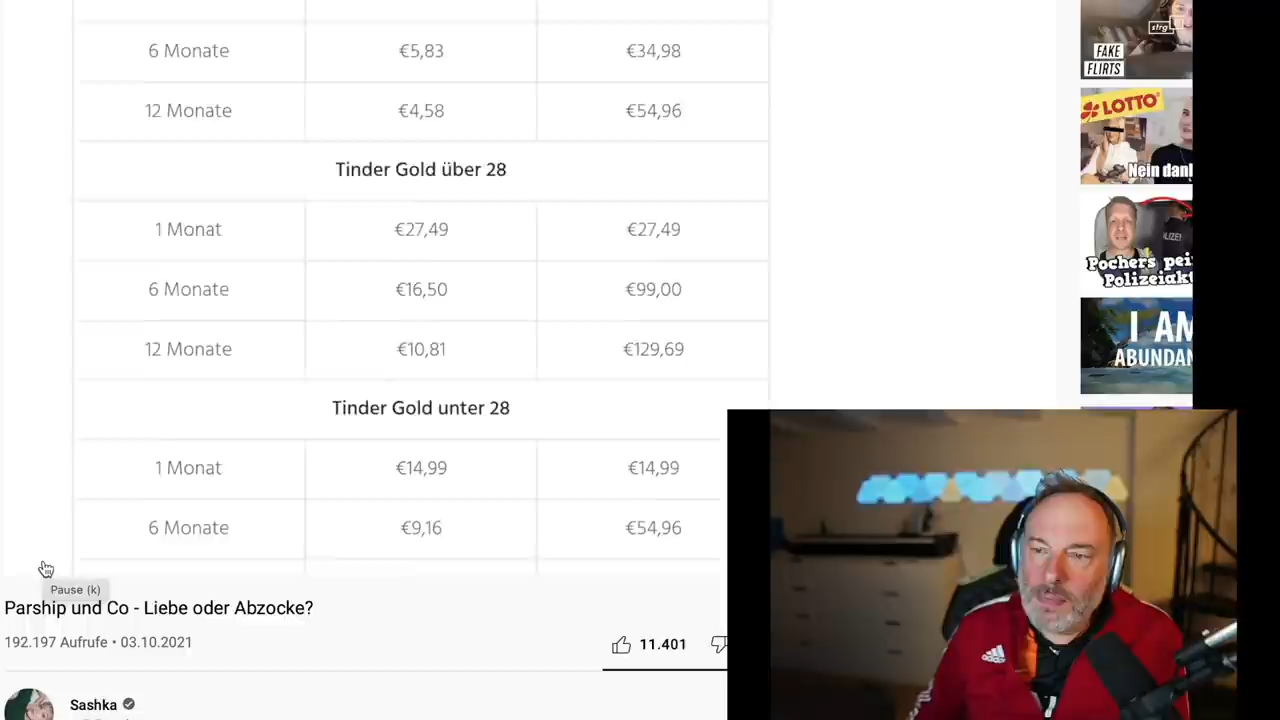 6 Monate €5,83 €34,98
12 Monate €4,58 €54,96
Tinder Gold über 28
1 Monat €27,49 €27,49
6 Monate €16,50 €99,00
12 Monate €10,81 €129,69
Tinder Gold unter 28
1 Monat €14,99 €14,99
6 Monate €9,16 €54,96
Pause (k)
Parship und Co - Liebe oder Abzocke?
192.197 Aufrufe • 03.10.2021
11.401
Sashka
strg
FAKE
FLIRTS
LOTTO
Nein dank
Pochers pei
Polizeiakt
I AM
ABUNDAN